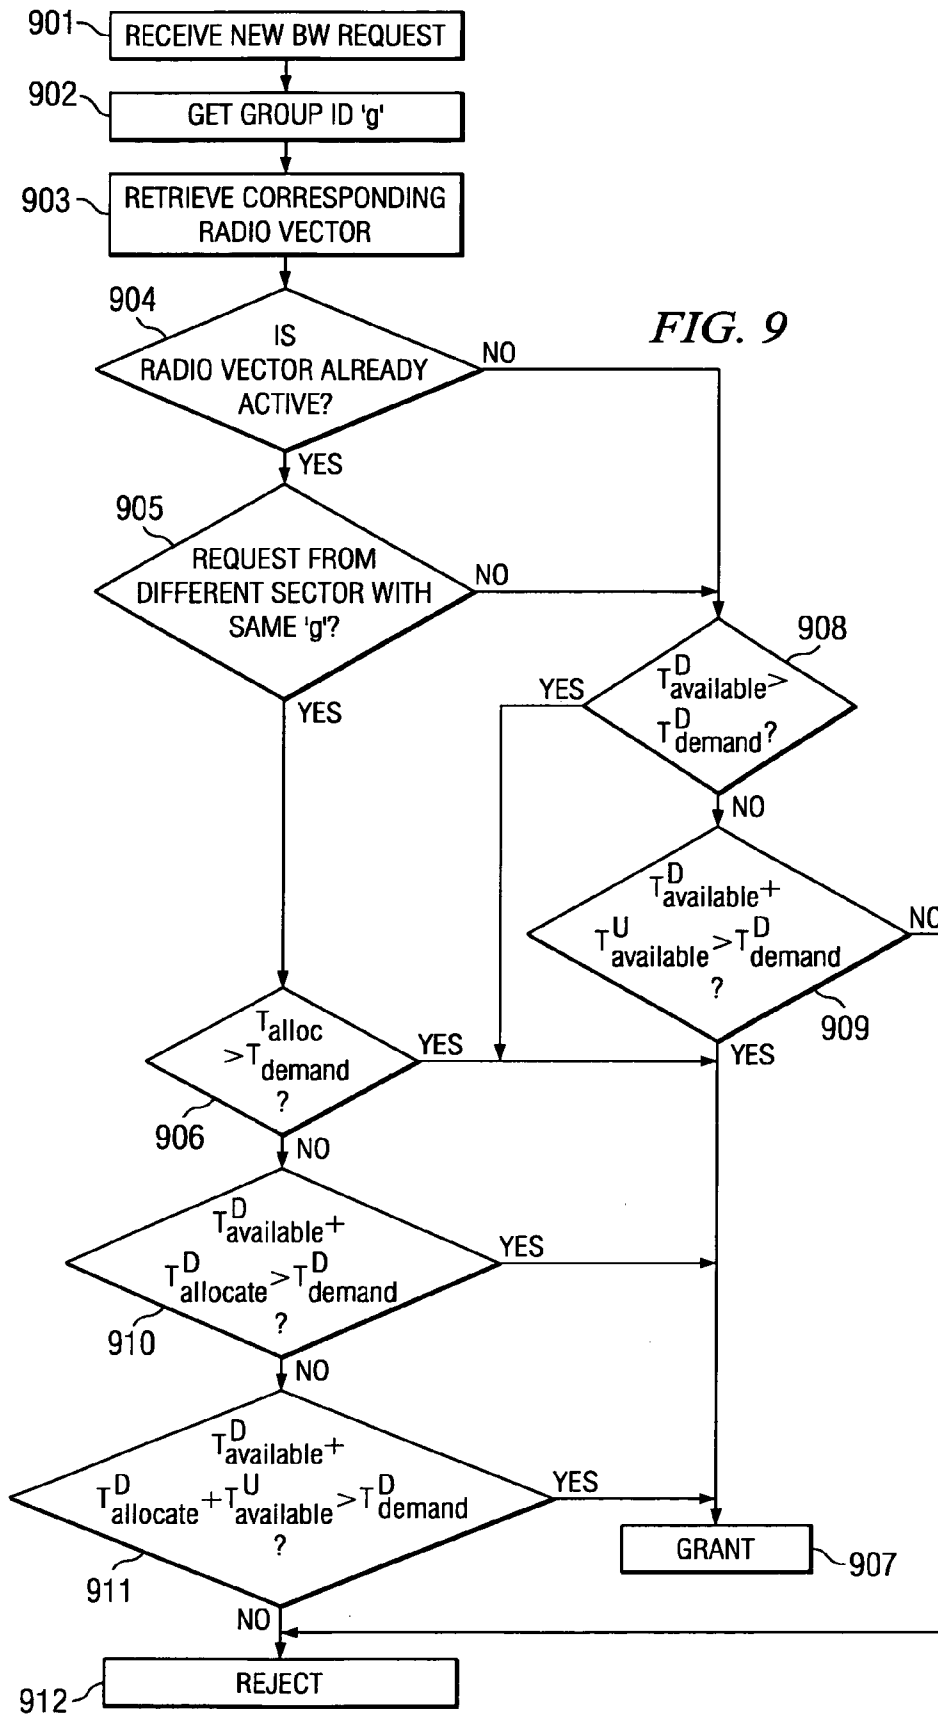 901
RECEIVE NEW BW REQUEST
902
GET GROUP ID 'g'
903
RETRIEVE CORRESPONDING
RADIO VECTOR
904
IS
RADIO VECTOR ALREADY
ACTIVE?
NO
FIG. 9
YES
905
REQUEST FROM
DIFFERENT SECTOR WITH
SAME 'g'?
NO
YES
908
T^D_available >
T^D_demand ?
YES
NO
T^D_available +
T^U_available > T^D_demand
?
NO
909
YES
T_alloc
> T_demand
?
YES
906
NO
T^D_available +
T^D_allocate > T^D_demand
?
YES
910
NO
T^D_available +
T^D_allocate + T^U_available > T^D_demand
?
YES
911
GRANT
907
NO
REJECT
912